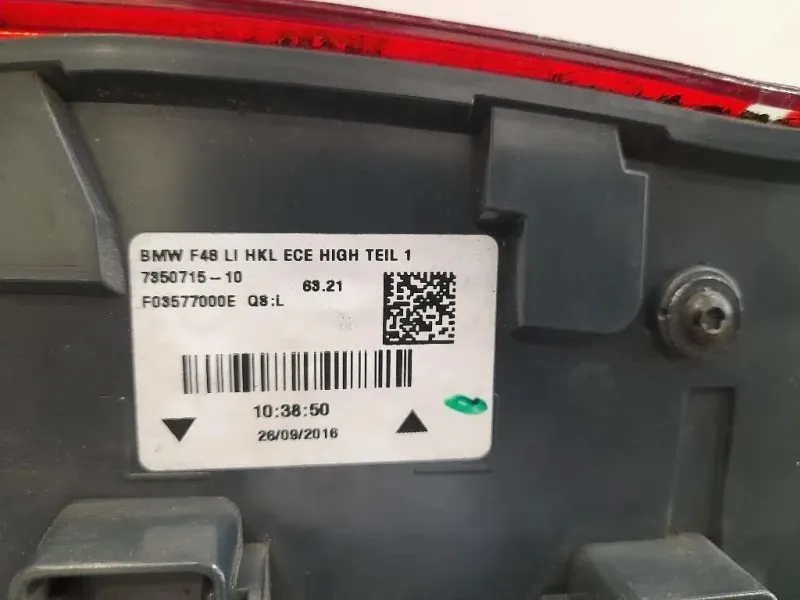 BMW F48 LI HKL ECE HIGH TEIL 1
7350715-10 63.21
F03577000E QS:L
10:38:50
26/09/2016